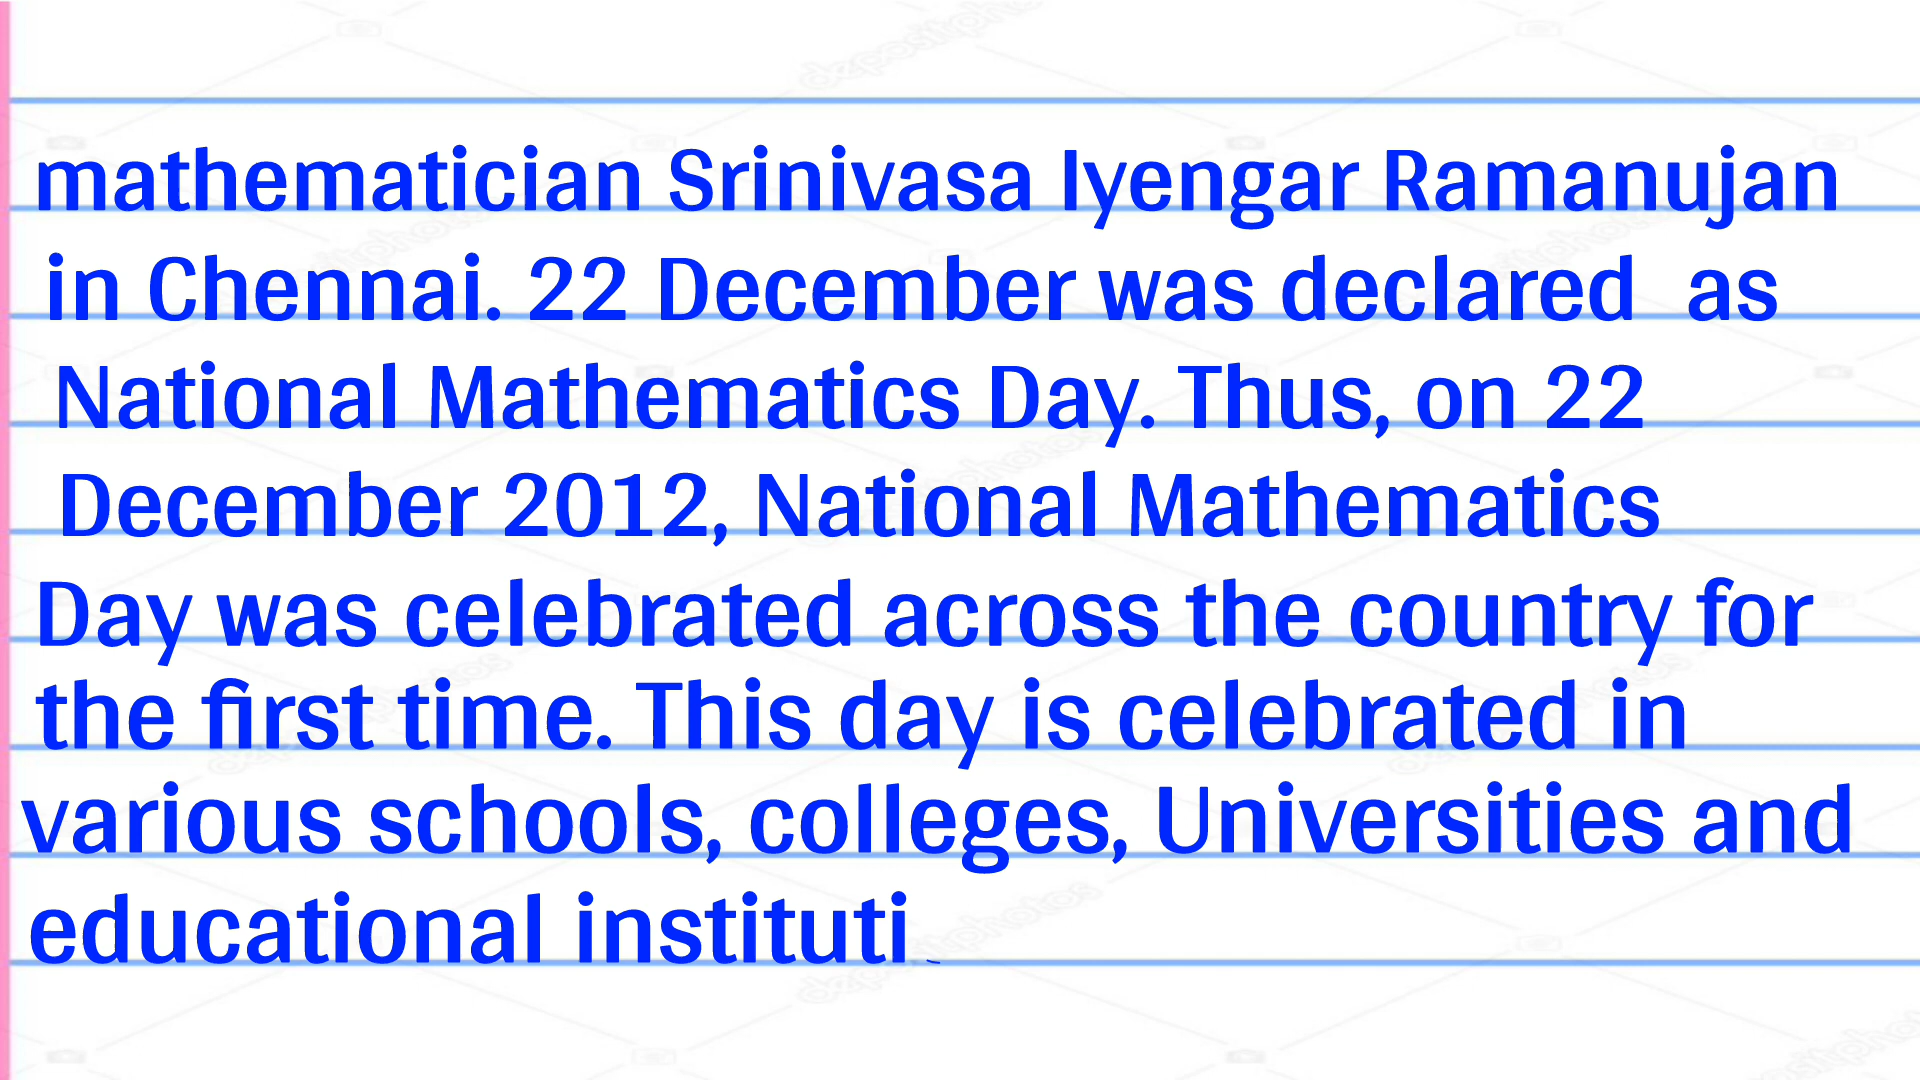 mathematician Srinivasa Iyengar Ramanujan
in Chennai. 22 December was declared as
National Mathematics Day. Thus, on 22
December 2012, National Mathematics
Day was celebrated across the country for
the first time. This day is celebrated in
various schools, colleges, Universities and
educational instituti